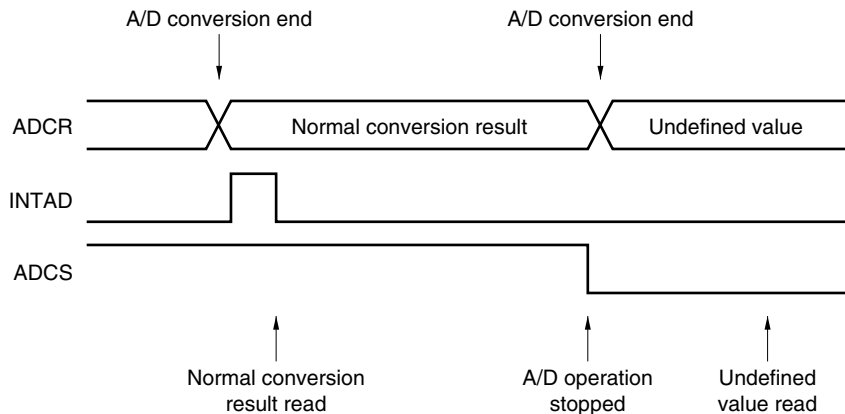 A/D conversion end
A/D conversion end
ADCR
Normal conversion result
Undefined value
INTAD
ADCS
Normal conversion
result read
A/D operation
stopped
Undefined
value read